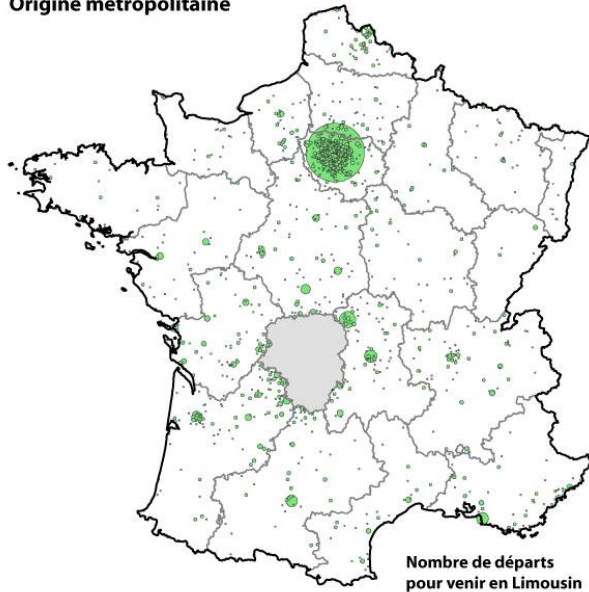 Origine métropolitaine
Nombre de départs
pour venir en Limousin